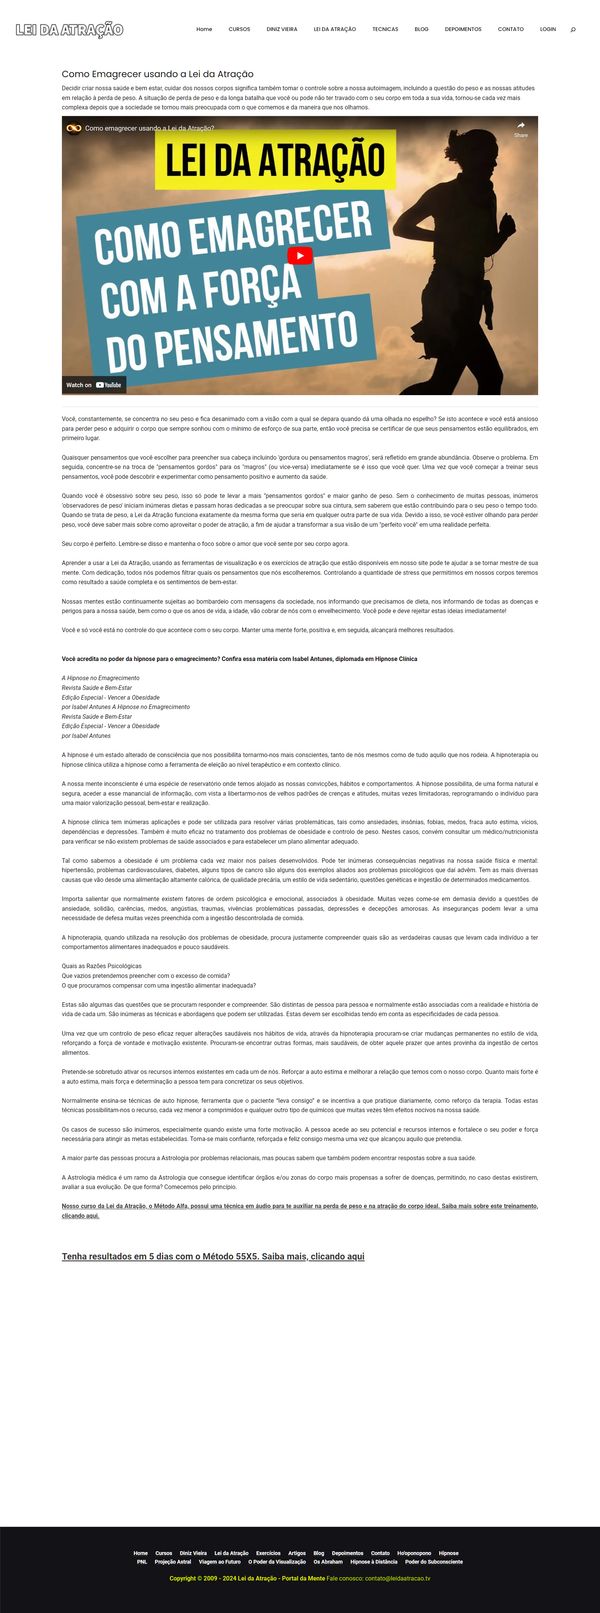 LEI DA ATRAÇÃO
Home CURSOS DINIZ VIEIRA LEI DA ATRAÇÃO TECNICAS BLOG DEPOIMENTOS CONTATO LOGIN
Como Emagrecer usando a Lei da Atração
Decidir criar nossa saúde e bem estar, cuidar dos nossos corpos significa também tomar o controle sobre a nossa autoimagem, incluindo a questão do peso e as nossas atitudes
em relação à perda de peso. A situação de perda de peso e da longa batalha que você ou pode não ter travado com o seu corpo em toda a sua vida, tornou-se cada vez mais
complexa depois que a sociedade se tornou mais preocupada com o que comemos e da maneira que nos olhamos.
Como emagrecer usando a Lei da Atração?
Share
LEI DA ATRAÇÃO
COMO EMAGRECER
COM A FORÇA
DO PENSAMENTO
Watch on YouTube
Você, constantemente, se concentra no seu peso e fica desanimado com a visão com a qual se depara quando dá uma olhada no espelho? Se isto acontece e você está ansioso
para perder peso e adquirir o corpo que sempre sonhou com o mínimo de esforço de sua parte, então você precisa se certificar de que seus pensamentos estão equilibrados, em
primeiro lugar.
Quaisquer pensamentos que você escolher para preencher sua cabeça incluindo 'gordura ou pensamentos magros', será refletido em grande abundância. Observe o problema. Em
seguida, concentre-se na troca de "pensamentos gordos" para os "magros" (ou vice-versa) imediatamente se é isso que você quer. Uma vez que você começar a treinar seus
pensamentos, você pode descobrir e experimentar como pensamento positivo e aumento da saúde.
Quando você é obsessivo sobre seu peso, isso só pode te levar a mais "pensamentos gordos" e maior ganho de peso. Sem o conhecimento de muitas pessoas, inúmeros
'observadores de peso' iniciam inúmeras dietas e passam horas dedicadas a se preocupar sobre sua cintura, sem saberem que estão contribuindo para o seu peso o tempo todo.
Quando se trata de peso, a Lei da Atração funciona exatamente da mesma forma que seria em qualquer outra parte de sua vida. Devido a isso, se você estiver olhando para perder
peso, você deve saber mais sobre como aproveitar o poder de atração, a fim de ajudar a transformar a sua visão de um "perfeito você" em uma realidade perfeita.
Seu corpo é perfeito. Lembre-se disso e mantenha o foco sobre o amor que você sente por seu corpo agora.
Aprender a usar a Lei da Atração, usando as ferramentas de visualização e os exercícios de atração que estão disponíveis em nosso site pode te ajudar a se tornar mestre de sua
mente. Com dedicação, todos nós podemos filtrar quais os pensamentos que nós escolheremos. Controlando a quantidade de stress que permitimos em nossos corpos teremos
como resultado a saúde completa e os sentimentos de bem-estar.
Nossas mentes estão continuamente sujeitas ao bombardeio com mensagens da sociedade, nos informando que precisamos de dieta, nos informando de todas as doenças e
perigos para a nossa saúde, bem como o que os anos de vida, a idade, vão cobrar de nós com o envelhecimento. Você pode e deve rejeitar estas ideias imediatamente!
Você e só você está no controle do que acontece com o seu corpo. Manter uma mente forte, positiva e, em seguida, alcançará melhores resultados.
Você acredita no poder da hipnose para o emagrecimento? Confira essa matéria com Isabel Antunes, diplomada em Hipnose Clínica
A Hipnose no Emagrecimento
Revista Saúde e Bem-Estar
Edição Especial - Vencer a Obesidade
por Isabel Antunes A Hipnose no Emagrecimento
Revista Saúde e Bem-Estar
Edição Especial - Vencer a Obesidade
por Isabel Antunes
A hipnose é um estado alterado de consciência que nos possibilita tornarmo-nos mais conscientes, tanto de nós mesmos como de tudo aquilo que nos rodeia. A hipnoterapia ou
hipnose clínica utiliza a hipnose como a ferramenta de eleição ao nível terapêutico e em contexto clínico.
A nossa mente inconsciente é uma espécie de reservatório onde temos alojado as nossas convicções, hábitos e comportamentos. A hipnose possibilita, de uma forma natural e
segura, aceder a esse manancial de informação, com vista a libertarmo-nos de velhos padrões de crenças e atitudes, muitas vezes limitadoras, reprogramando o indivíduo para
uma maior valorização pessoal, bem-estar e realização.
A hipnose clínica tem inúmeras aplicações e pode ser utilizada para resolver várias problemáticas, tais como ansiedades, insónias, fobias, medos, fraca auto estima, vícios,
dependências e depressões. Também é muito eficaz no tratamento dos problemas de obesidade e controlo de peso. Nestes casos, convém consultar um médico/nutricionista
para verificar se não existem problemas de saúde associados e para estabelecer um plano alimentar adequado.
Tal como sabemos a obesidade é um problema cada vez maior nos países desenvolvidos. Pode ter inúmeras consequências negativas na nossa saúde física e mental:
hipertensão, problemas cardiovasculares, diabetes, alguns tipos de cancro são alguns dos exemplos aliados aos problemas psicológicos que daí advêm. Tem as mais diversas
causas que vão desde uma alimentação altamente calórica, de qualidade precária, um estilo de vida sedentário, questões genéticas e ingestão de determinados medicamentos.
Importa salientar que normalmente existem fatores de ordem psicológica e emocional, associados à obesidade. Muitas vezes come-se em demasia devido a questões de
ansiedade, solidão, carências, medos, angústias, traumas, vivências problemáticas passadas, depressões e decepções amorosas. As inseguranças podem levar a uma
necessidade de defesa muitas vezes preenchida com a ingestão descontrolada de comida.
A hipnoterapia, quando utilizada na resolução dos problemas de obesidade, procura justamente compreender quais são as verdadeiras causas que levam cada indivíduo a ter
comportamentos alimentares inadequados e pouco saudáveis.
Quais as Razões Psicológicas
Que vazios pretendemos preencher com o excesso de comida?
O que procuramos compensar com uma ingestão alimentar inadequada?
Estas são algumas das questões que se procuram responder e compreender. São distintas de pessoa para pessoa e normalmente estão associadas com a realidade e história de
vida de cada um. São inúmeras as técnicas e abordagens que podem ser utilizadas. Estas devem ser escolhidas tendo em conta as especificidades de cada pessoa.
Uma vez que um controlo de peso eficaz requer alterações saudáveis nos hábitos de vida, através da hipnoterapia procuram-se criar mudanças permanentes no estilo de vida,
reforçando a força de vontade e motivação existente. Procuram-se encontrar outras formas, mais saudáveis, de obter aquele prazer que antes provinha da ingestão de certos
alimentos.
Pretende-se sobretudo ativar os recursos internos existentes em cada um de nós. Reforçar a auto estima e melhorar a relação que temos com o nosso corpo. Quanto mais forte é
a auto estima, mais força e determinação a pessoa tem para concretizar os seus objetivos.
Normalmente ensina-se técnicas de auto hipnose, ferramenta que o paciente "leva consigo" e se incentiva a que pratique diariamente, como reforço da terapia. Todas estas
técnicas possibilitam-nos o recurso, cada vez menor a comprimidos e qualquer outro tipo de químicos que muitas vezes têm efeitos nocivos na nossa saúde.
Os casos de sucesso são inúmeros, especialmente quando existe uma forte motivação. A pessoa acede ao seu potencial e recursos internos e fortalece o seu poder e força
necessária para atingir as metas estabelecidas. Torna-se mais confiante, reforçada e feliz consigo mesma uma vez que alcançou aquilo que pretendia.
A maior parte das pessoas procura a Astrologia por problemas relacionais, mas poucas sabem que também podem encontrar respostas sobre a sua saúde.
A Astrologia médica é um ramo da Astrologia que consegue identificar órgãos e/ou zonas do corpo mais propensas a sofrer de doenças, permitindo, no caso destas existirem,
avaliar a sua evolução. De que forma? Comecemos pelo princípio.
Nosso curso da Lei da Atração, o Método Alfa, possui uma técnica em áudio para te auxiliar na perda de peso e na atração do corpo ideal. Saiba mais sobre este treinamento,
clicando aqui.
Tenha resultados em 5 dias com o Método 55X5. Saiba mais, clicando aqui
Home Cursos Diniz Vieira Lei da Atração Exercícios Artigos Blog Depoimentos Contato Ho'oponopono Hipnose
PNL Projeção Astral Viagem ao Futuro O Poder da Visualização Os Abraham Hipnose à Distância Poder do Subconsciente
Copyright © 2009 - 2024 Lei da Atração - Portal da Mente Fale conosco: contato@leidaatracao.tv